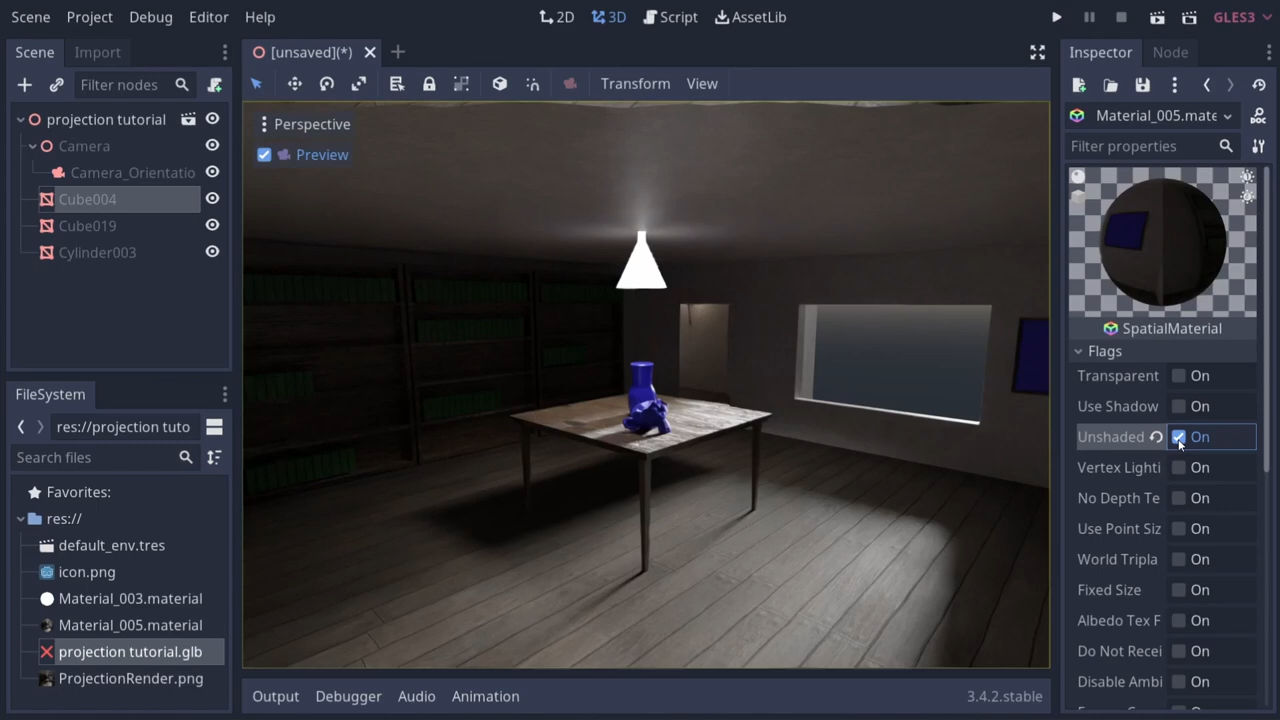 Scene Project Debug Editor Help
2D 3D Script AssetLib
GLES3
Scene Import
Filter nodes
projection tutorial
Camera
Camera_Orientatio
Cube004
Cube019
Cylinder003
FileSystem
res://projection tuto
Search files
Favorites:
res://
default_env.tres
icon.png
Material_003.material
Material_005.material
projection tutorial.glb
ProjectionRender.png
[unsaved](*)
Transform View
Perspective
Preview
Output Debugger Audio Animation 3.4.2.stable
Inspector Node
Material_005.mate
DOC
Filter properties
SpatialMaterial
Flags
Transparent On
Use Shadow On
Unshaded On
Vertex Lighti On
No Depth Te On
Use Point Siz On
World Tripla On
Fixed Size On
Albedo Tex F On
Do Not Recei On
Disable Ambi On